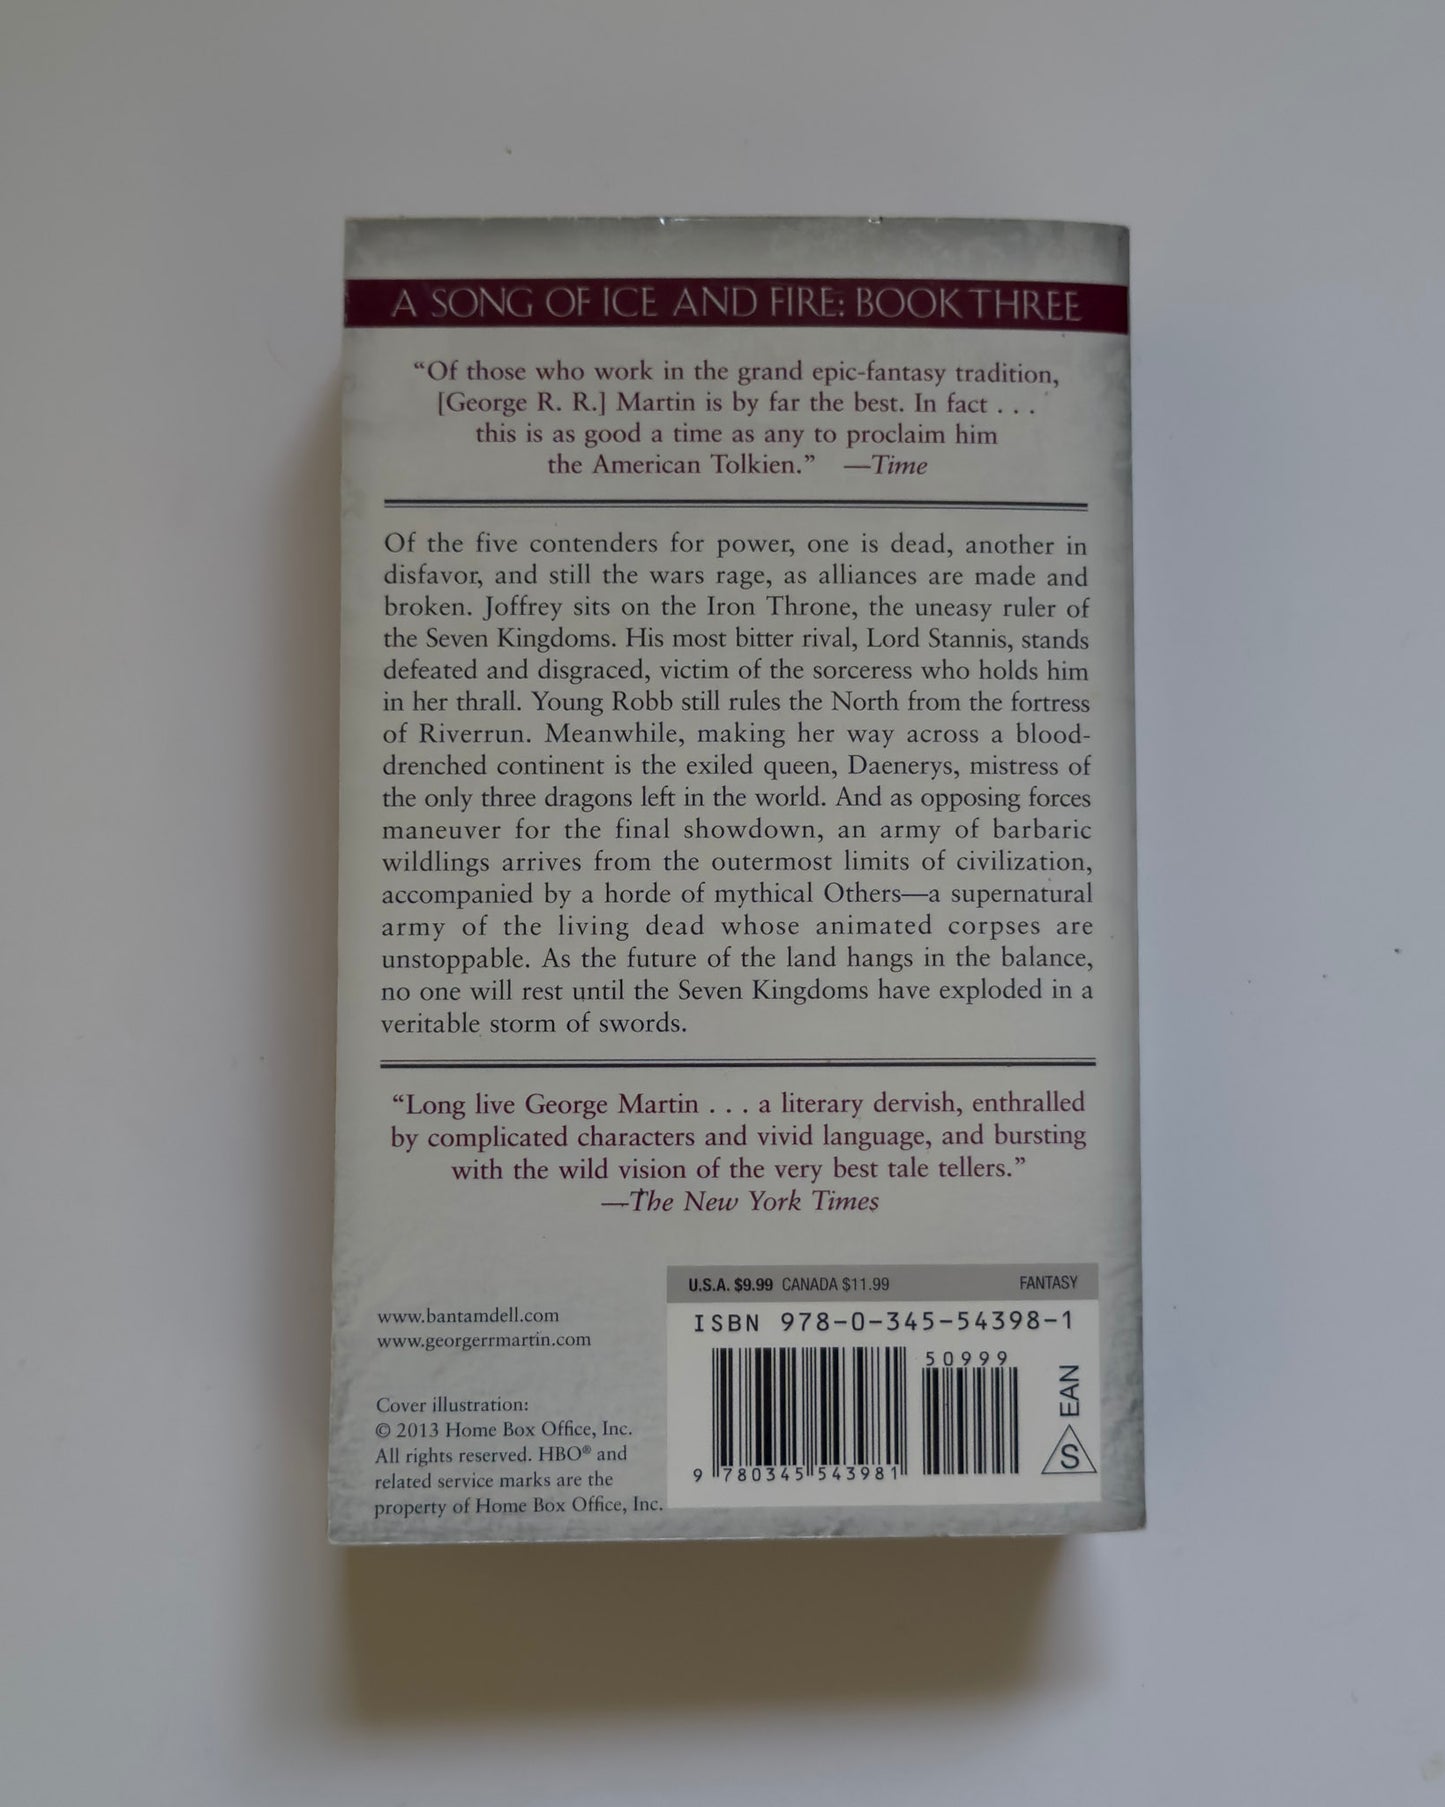 A SONG OF ICE AND FIRE: BOOK THREE
“Of those who work in the grand epic-fantasy tradition,
[George R. R.] Martin is by far the best. In fact . . .
this is as good a time as any to proclaim him
the American Tolkien.” —Time
Of the five contenders for power, one is dead, another in
disfavor, and still the wars rage, as alliances are made and
broken. Joffrey sits on the Iron Throne, the uneasy ruler of
the Seven Kingdoms. His most bitter rival, Lord Stannis, stands
defeated and disgraced, victim of the sorceress who holds him
in her thrall. Young Robb still rules the North from the fortress
of Riverrun. Meanwhile, making her way across a blood-
drenched continent is the exiled queen, Daenerys, mistress of
the only three dragons left in the world. And as opposing forces
maneuver for the final showdown, an army of barbaric
wildlings arrives from the outermost limits of civilization,
accompanied by a horde of mythical Others—a supernatural
army of the living dead whose animated corpses are
unstoppable. As the future of the land hangs in the balance,
no one will rest until the Seven Kingdoms have exploded in a
veritable storm of swords.
“Long live George Martin . . . a literary dervish, enthralled
by complicated characters and vivid language, and bursting
with the wild vision of the very best tale tellers.”
—The New York Times
www.bantamdell.com
www.georgerrmartin.com
Cover illustration:
© 2013 Home Box Office, Inc.
All rights reserved. HBO® and
related service marks are the
property of Home Box Office, Inc.
U.S.A. $9.99 CANADA $11.99 FANTASY
ISBN 978-0-345-54398-1
50999
9 780345 543981
EAN
S